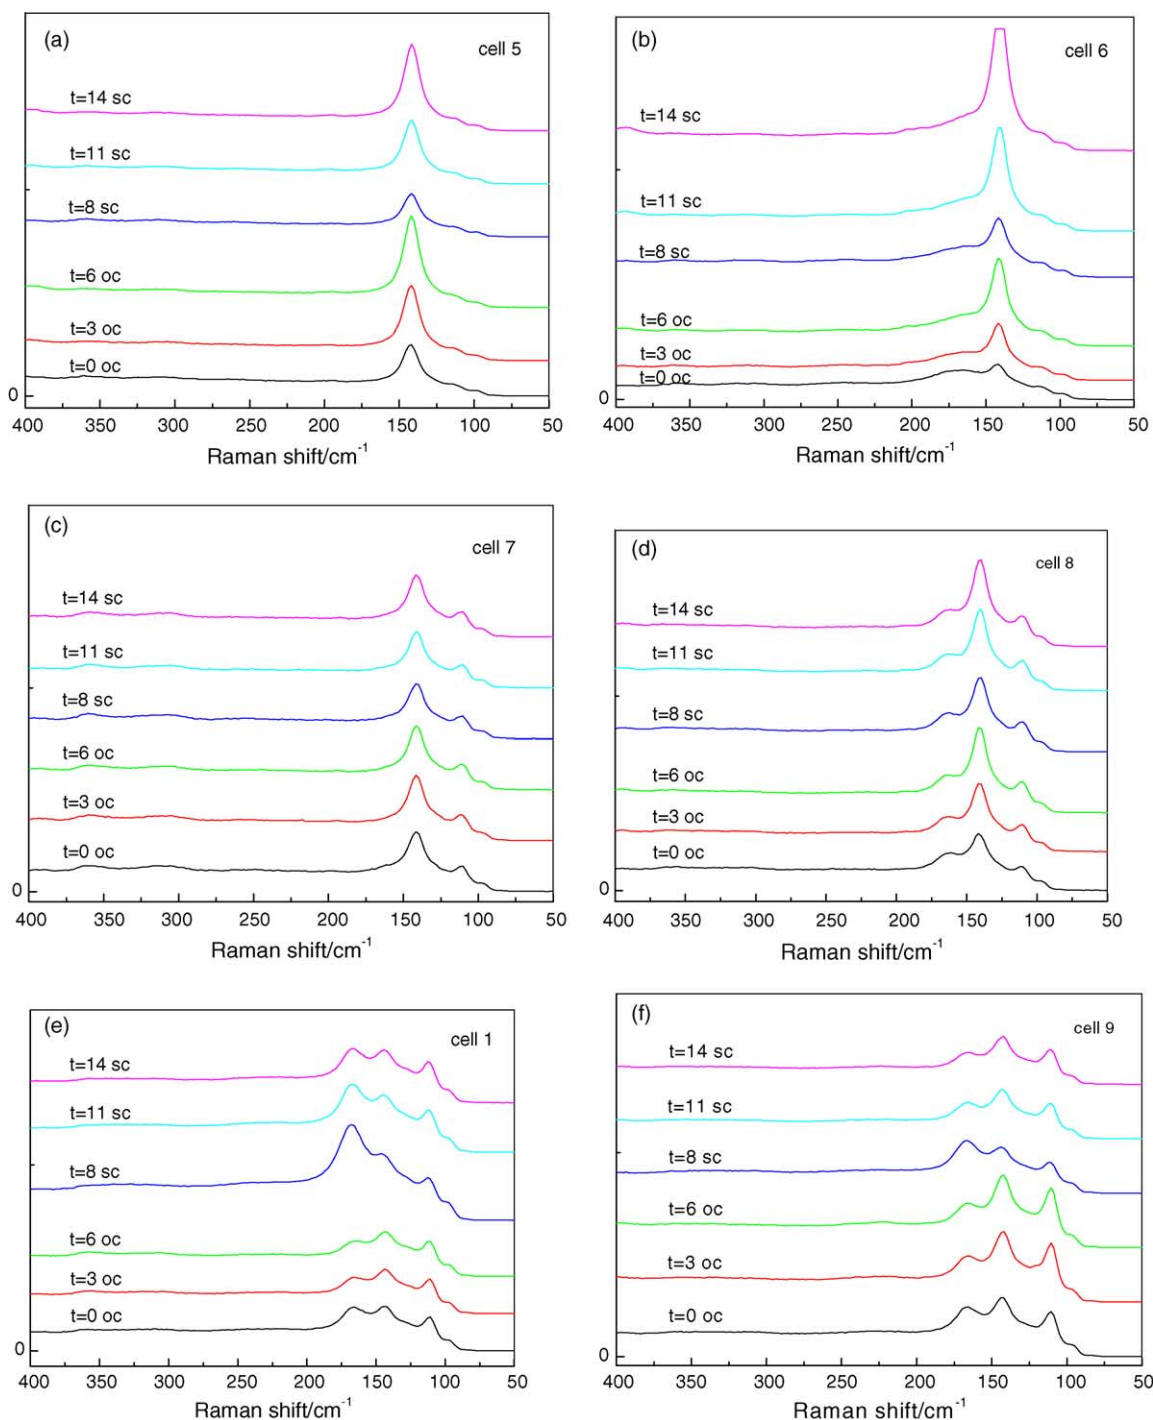 (a)
cell 5
t=14 sc
t=11 sc
t=8 sc
t=6 oc
t=3 oc
t=0 oc
0
400 350 300 250 200 150 100 50
Raman shift/cm-1
(b)
cell 6
t=14 sc
t=11 sc
t=8 sc
t=6 oc
t=3 oc
t=0 oc
0
400 350 300 250 200 150 100 50
Raman shift/cm-1
(c)
cell 7
t=14 sc
t=11 sc
t=8 sc
t=6 oc
t=3 oc
t=0 oc
0
400 350 300 250 200 150 100 50
Raman shift/cm-1
(d)
cell 8
t=14 sc
t=11 sc
t=8 sc
t=6 oc
t=3 oc
t=0 oc
0
400 350 300 250 200 150 100 50
Raman shift/cm-1
(e)
cell 1
t=14 sc
t=11 sc
t=8 sc
t=6 oc
t=3 oc
t=0 oc
0
400 350 300 250 200 150 100 50
Raman shift/cm-1
(f)
cell 9
t=14 sc
t=11 sc
t=8 sc
t=6 oc
t=3 oc
t=0 oc
0
400 350 300 250 200 150 100 50
Raman shift/cm-1